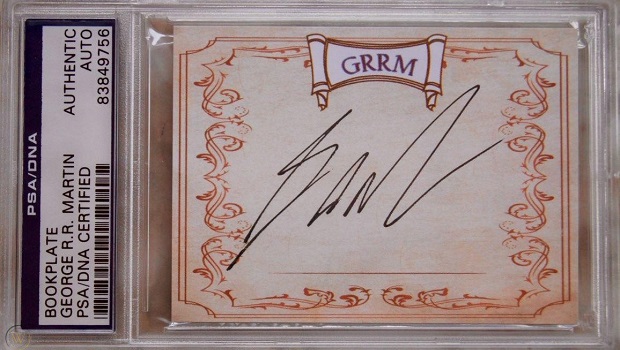 PSA/DNA
BOOKPLATE
GEORGE R.R. MARTIN
PSA/DNA CERTIFIED
AUTHENTIC
AUTO
83849756
GRRM